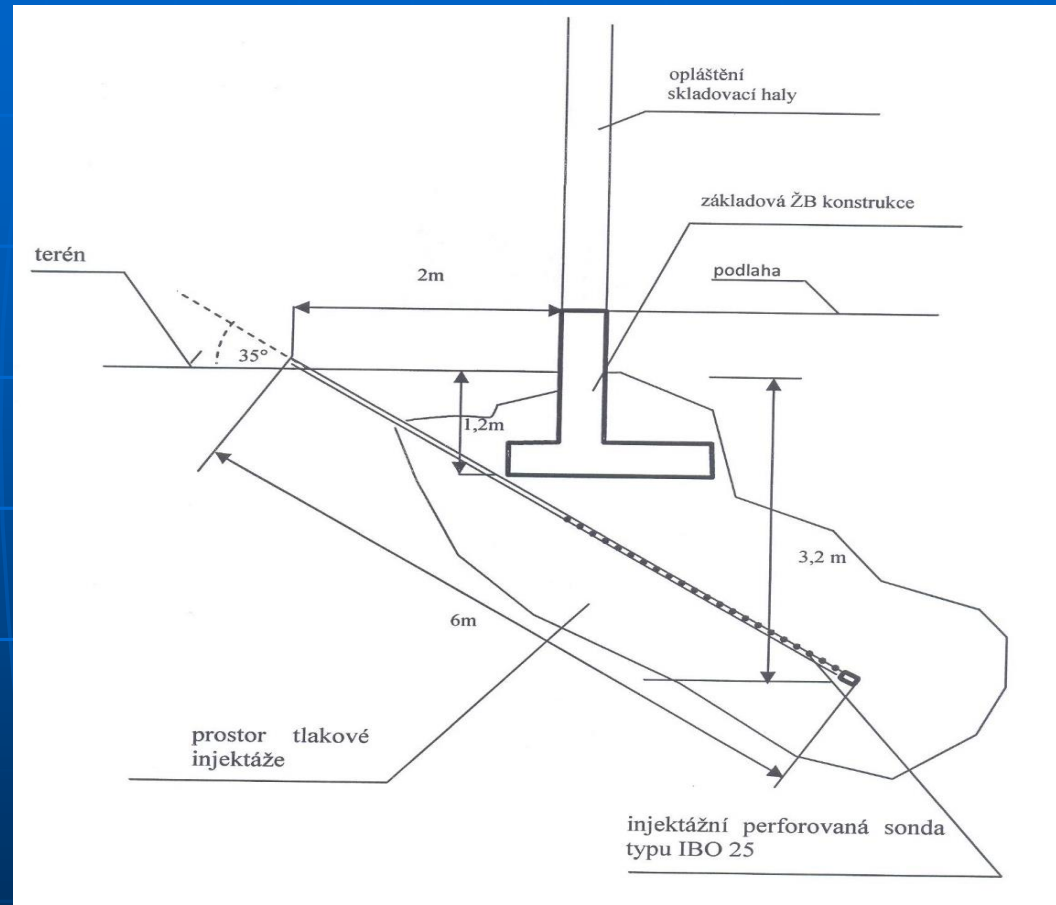 opláštění
skladovací haly
základová ŽB konstrukce
terén
2m
podlaha
35°
1,2m
3,2 m
6m
prostor tlakové
injektáže
injektážní perforovaná sonda
typu IBO 25